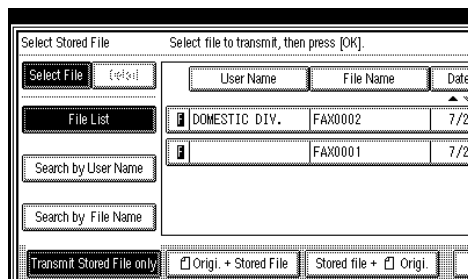 Select Stored File Select file to transmit, then press [OK].
Select File Detail User Name File Name Date
File List DOMESTIC DIV. FAX0002 7/2
FAX0001 7/2
Search by User Name
Search by File Name
Transmit Stored File only Origi. + Stored File Stored file + Origi.